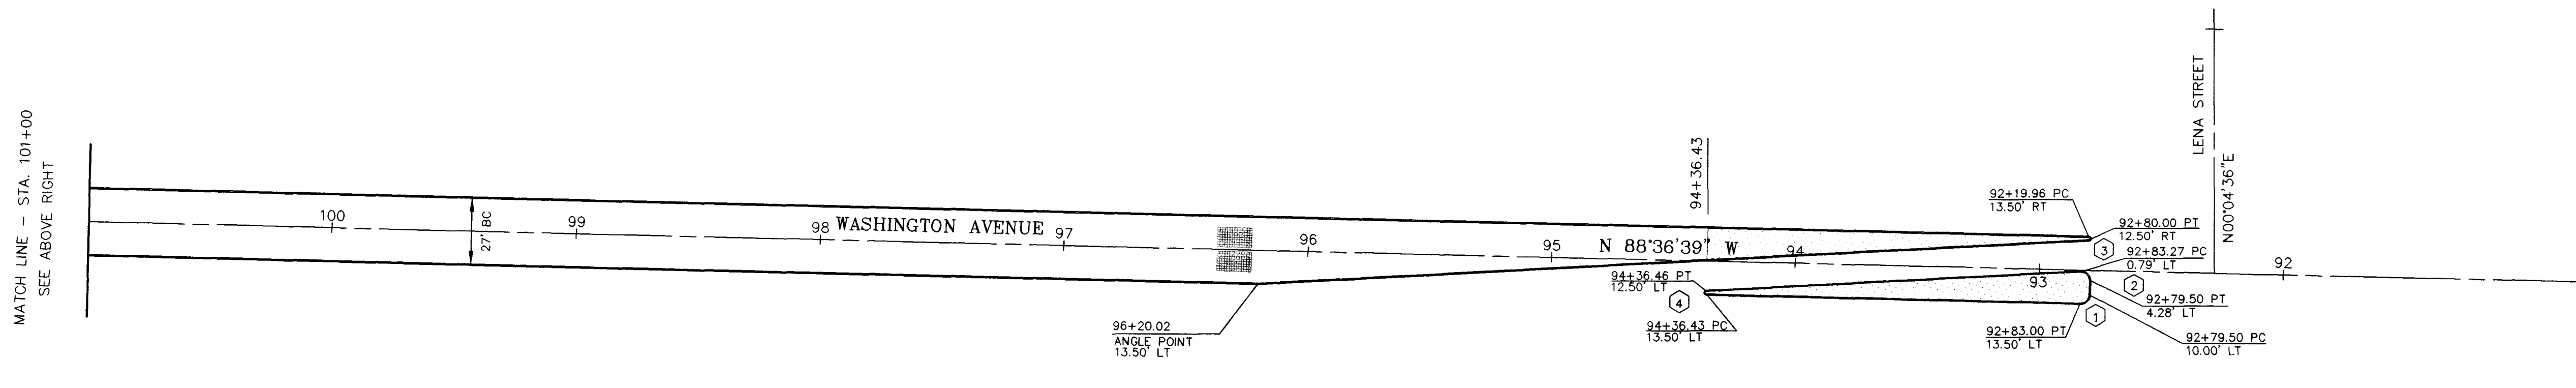 MATCH LINE - STA. 101+00
SEE ABOVE RIGHT
100
27' BC
99
98
WASHINGTON AVENUE
97
96
95
N 88°36'39" W
94
94+36.43
93
92
LENA STREET
N00°04'36"E
92+19.96 PC
13.50' RT
92+80.00 PT
12.50' RT
3
92+83.27 PC
0.79' LT
2
92+79.50 PT
4.28' LT
1
92+79.50 PC
10.00' LT
92+83.00 PT
13.50' LT
94+36.46 PT
12.50' LT
4
94+36.43 PC
13.50' LT
96+20.02
ANGLE POINT
13.50' LT